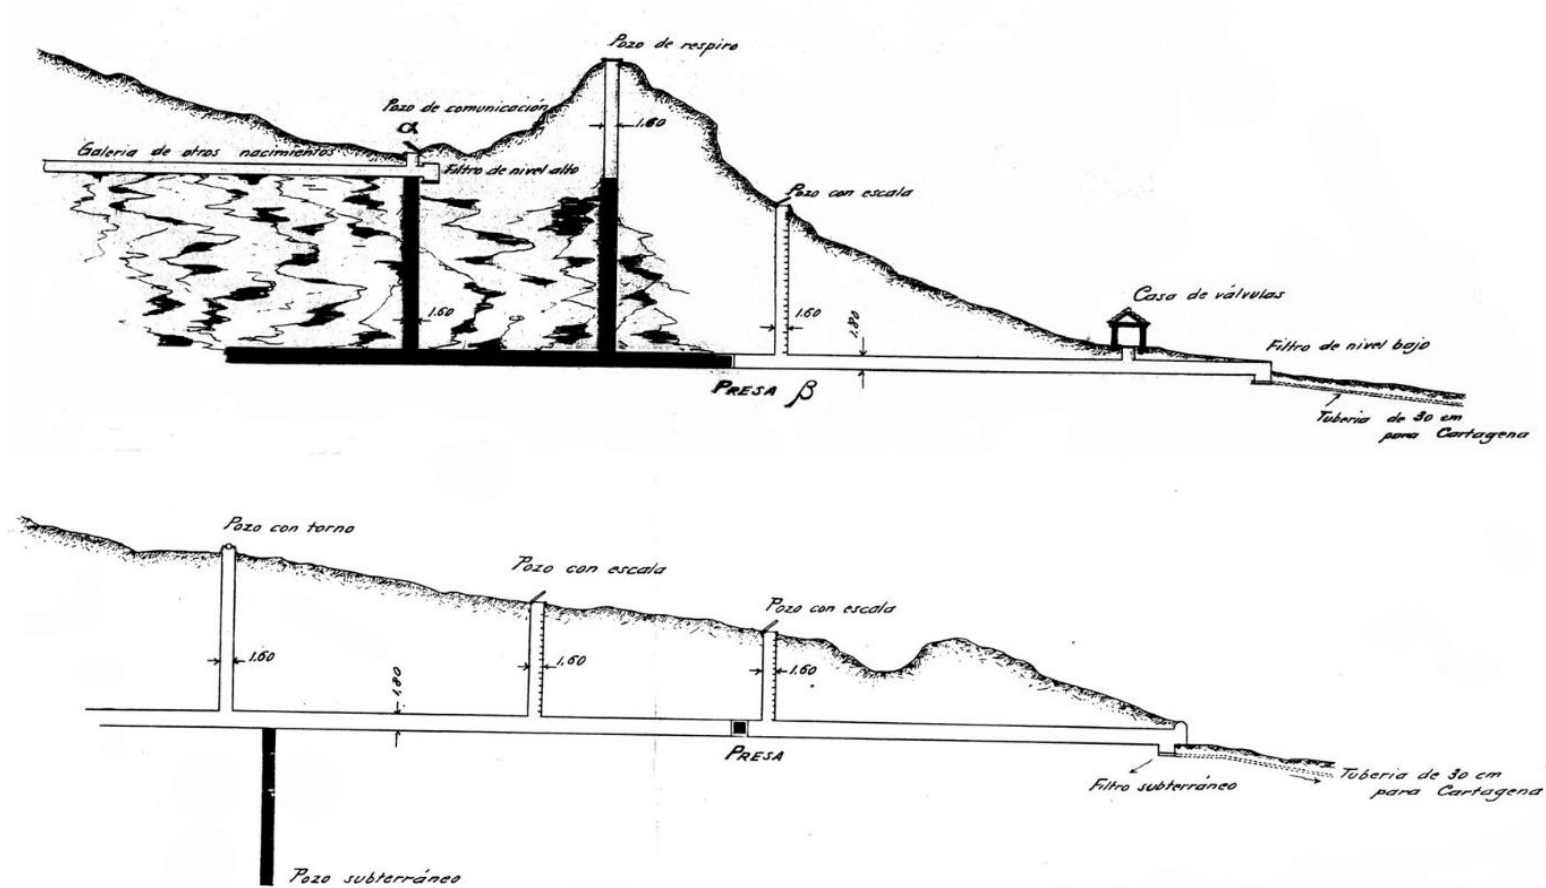 Pozo de respiro
Pozo de comunicación
α
1.60
Galeria de otros nacimientos
Filtro de nivel alto
Pozo con escala
Casa de válvulas
1.60
1.60
1.80
Filtro de nivel bajo
PRESA β
Tuberia de 30 cm
para Cartagena
Pozo con torno
Pozo con escala
Pozo con escala
1.60
1.60
1.60
1.80
PRESA
Filtro subterráneo
Tuberia de 30 cm
para Cartagena
Pozo subterráneo